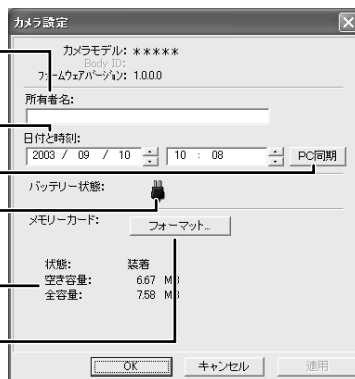 カメラ設定
カメラモデル: ＊＊＊＊＊
Body ID:
ファームウェアバージョン: 1.0.0.0
所有者名:
日付と時刻:
2003 / 09 / 10 10 : 08 PC同期
バッテリー状態:
メモリーカード: フォーマット...
状態: 装着
空き容量: 6.67 MB
全容量: 7.58 MB
OK キャンセル 適用